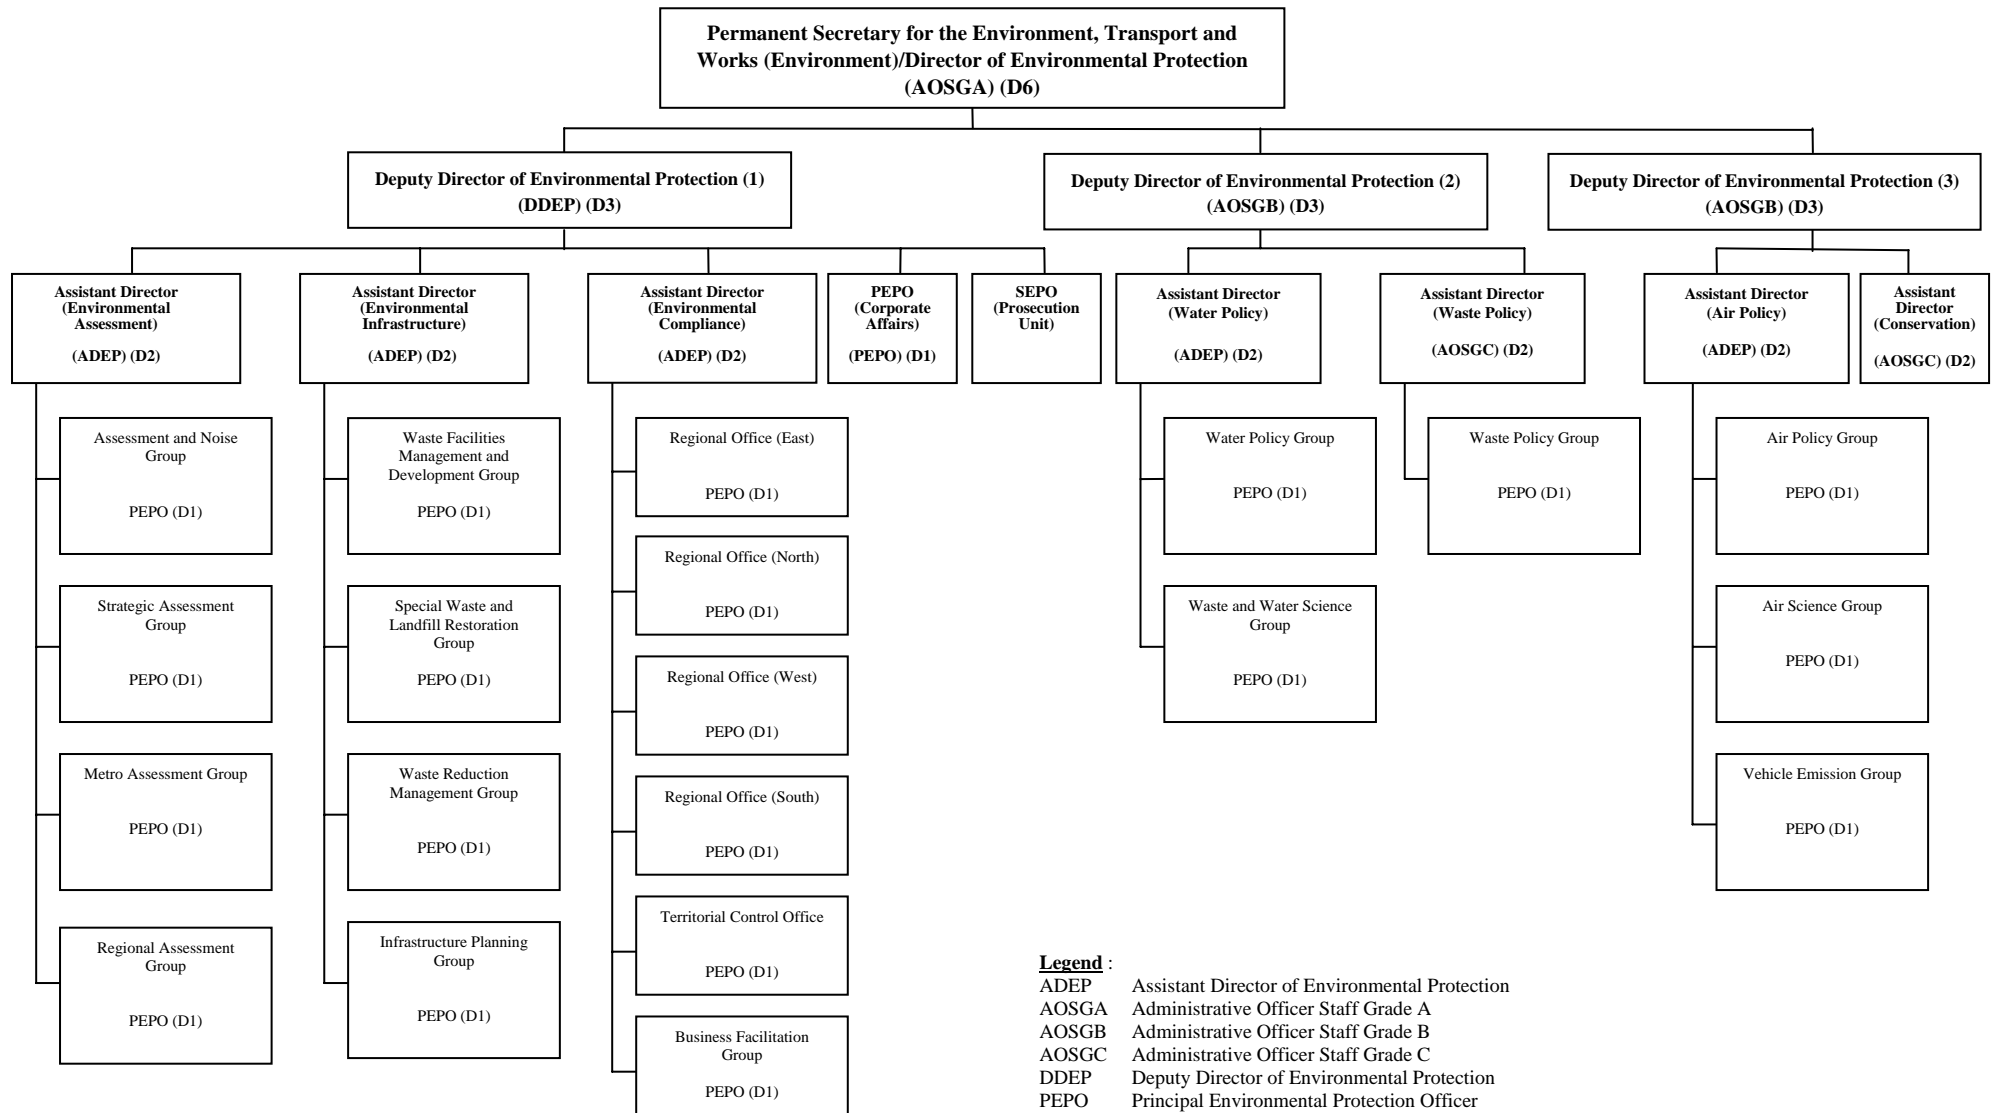 Permanent Secretary for the Environment, Transport and
Works (Environment)/Director of Environmental Protection
(AOSGA) (D6)
Deputy Director of Environmental Protection (1)
(DDEP) (D3)
Deputy Director of Environmental Protection (2)
(AOSGB) (D3)
Deputy Director of Environmental Protection (3)
(AOSGB) (D3)
Assistant Director
(Environmental
Assessment)
(ADEP) (D2)
Assistant Director
(Environmental
Infrastructure)
(ADEP) (D2)
Assistant Director
(Environmental
Compliance)
(ADEP) (D2)
PEPO
(Corporate
Affairs)
(PEPO) (D1)
SEPO
(Prosecution
Unit)
Assistant Director
(Water Policy)
(ADEP) (D2)
Assistant Director
(Waste Policy)
(AOSGC) (D2)
Assistant Director
(Air Policy)
(ADEP) (D2)
Assistant
Director
(Conservation)
(AOSGC) (D2)
Assessment and Noise
Group
PEPO (D1)
Strategic Assessment
Group
PEPO (D1)
Metro Assessment Group
PEPO (D1)
Regional Assessment
Group
PEPO (D1)
Waste Facilities
Management and
Development Group
PEPO (D1)
Special Waste and
Landfill Restoration
Group
PEPO (D1)
Waste Reduction
Management Group
PEPO (D1)
Infrastructure Planning
Group
PEPO (D1)
Regional Office (East)
PEPO (D1)
Regional Office (North)
PEPO (D1)
Regional Office (West)
PEPO (D1)
Regional Office (South)
PEPO (D1)
Territorial Control Office
PEPO (D1)
Business Facilitation
Group
PEPO (D1)
Water Policy Group
PEPO (D1)
Waste and Water Science
Group
PEPO (D1)
Waste Policy Group
PEPO (D1)
Air Policy Group
PEPO (D1)
Air Science Group
PEPO (D1)
Vehicle Emission Group
PEPO (D1)
Legend :
ADEP Assistant Director of Environmental Protection
AOSGA Administrative Officer Staff Grade A
AOSGB Administrative Officer Staff Grade B
AOSGC Administrative Officer Staff Grade C
DDEP Deputy Director of Environmental Protection
PEPO Principal Environmental Protection Officer